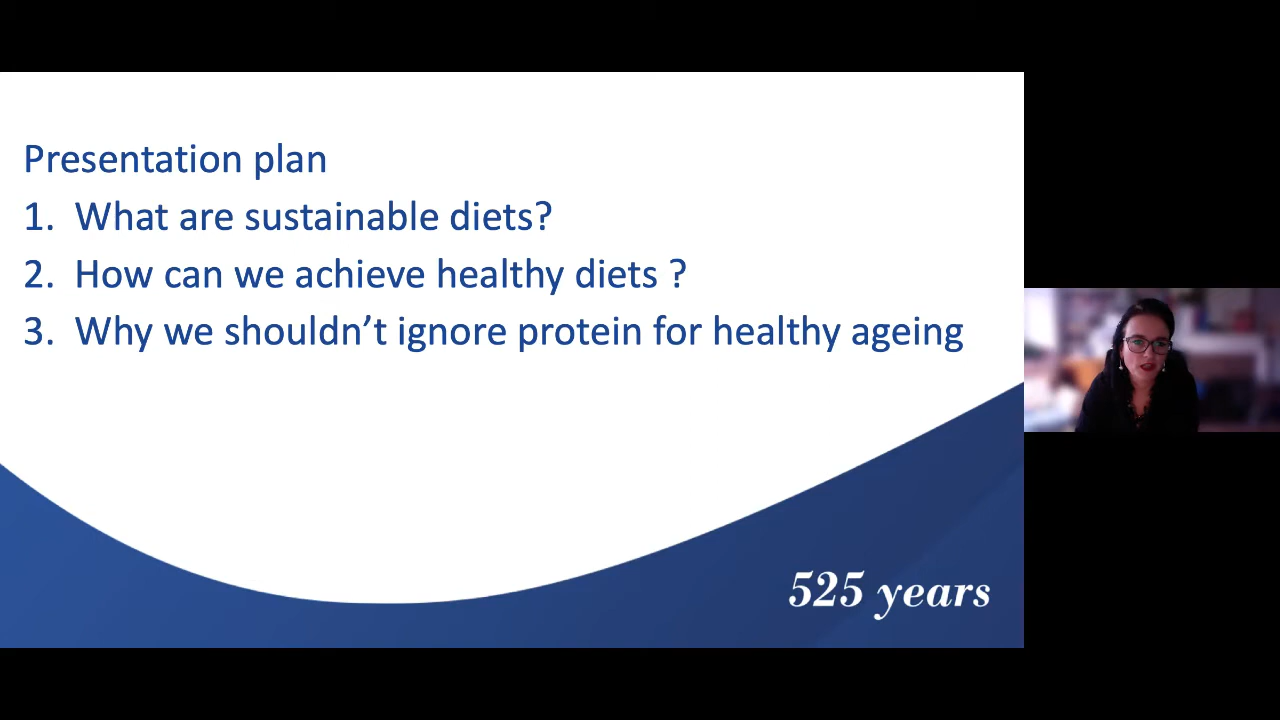 Presentation plan
1. What are sustainable diets?
2. How can we achieve healthy diets ?
3. Why we shouldn’t ignore protein for healthy ageing
525 years